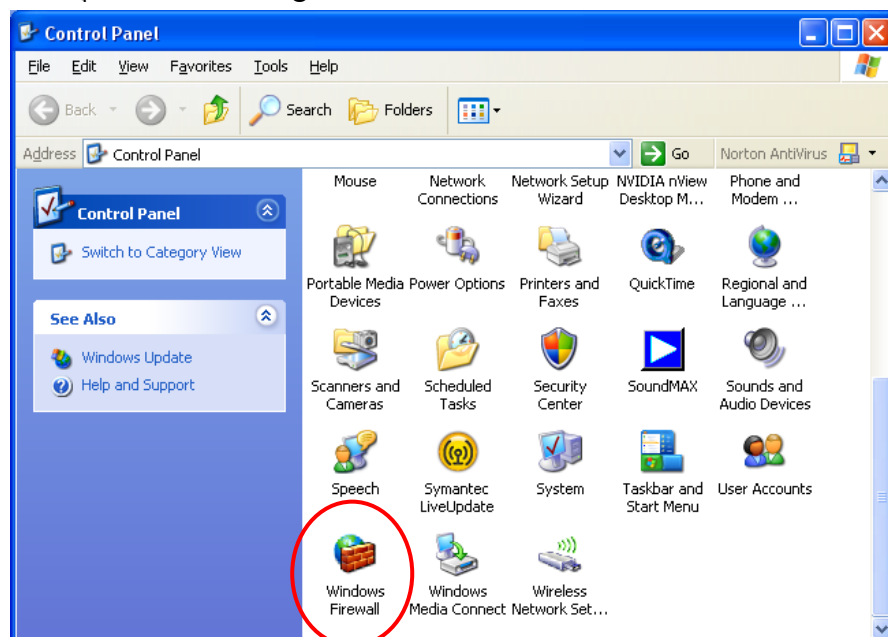 Control Panel
File Edit View Favorites Tools Help
Back Search Folders
Address Control Panel Go Norton AntiVirus
Control Panel
Switch to Category View
See Also
Windows Update
Help and Support
Mouse Network Connections Network Setup Wizard NVIDIA nView Desktop M... Phone and Modem ...
Portable Media Devices Power Options Printers and Faxes QuickTime Regional and Language ...
Scanners and Cameras Scheduled Tasks Security Center SoundMAX Sounds and Audio Devices
Speech Symantec LiveUpdate System Taskbar and Start Menu User Accounts
Windows Firewall Windows Media Connect Wireless Network Set...